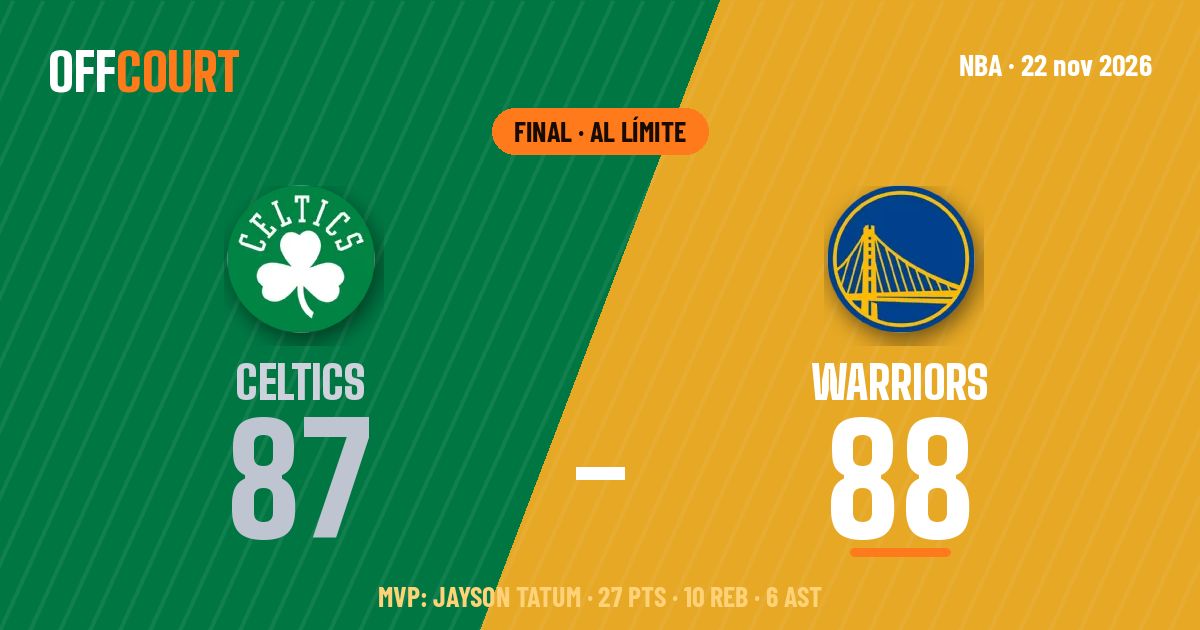 OFFCOURT
NBA · 22 nov 2026
FINAL · AL LÍMITE
CELTICS
CELTICS
87
–
WARRIORS
88
MVP: JAYSON TATUM · 27 PTS · 10 REB · 6 AST